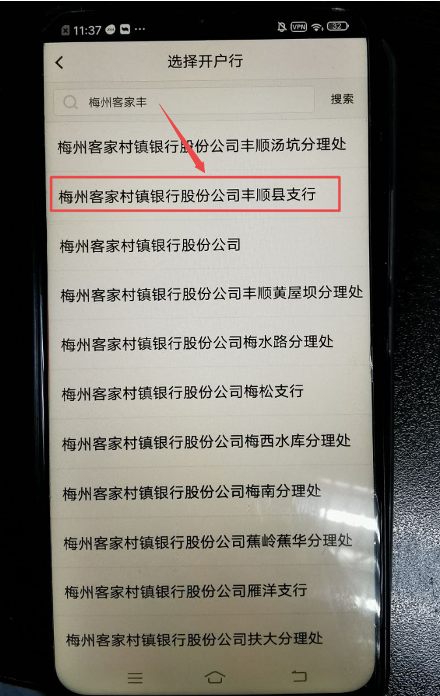 11:37 VPN 32
选择开户行
梅州客家丰 搜索
梅州客家村镇银行股份公司丰顺汤坑分理处
梅州客家村镇银行股份公司丰顺县支行
梅州客家村镇银行股份公司
梅州客家村镇银行股份公司丰顺黄屋坝分理处
梅州客家村镇银行股份公司梅水路分理处
梅州客家村镇银行股份公司梅松支行
梅州客家村镇银行股份公司梅西水库分理处
梅州客家村镇银行股份公司梅南分理处
梅州客家村镇银行股份公司蕉岭蕉华分理处
梅州客家村镇银行股份公司雁洋支行
梅州客家村镇银行股份公司扶大分理处